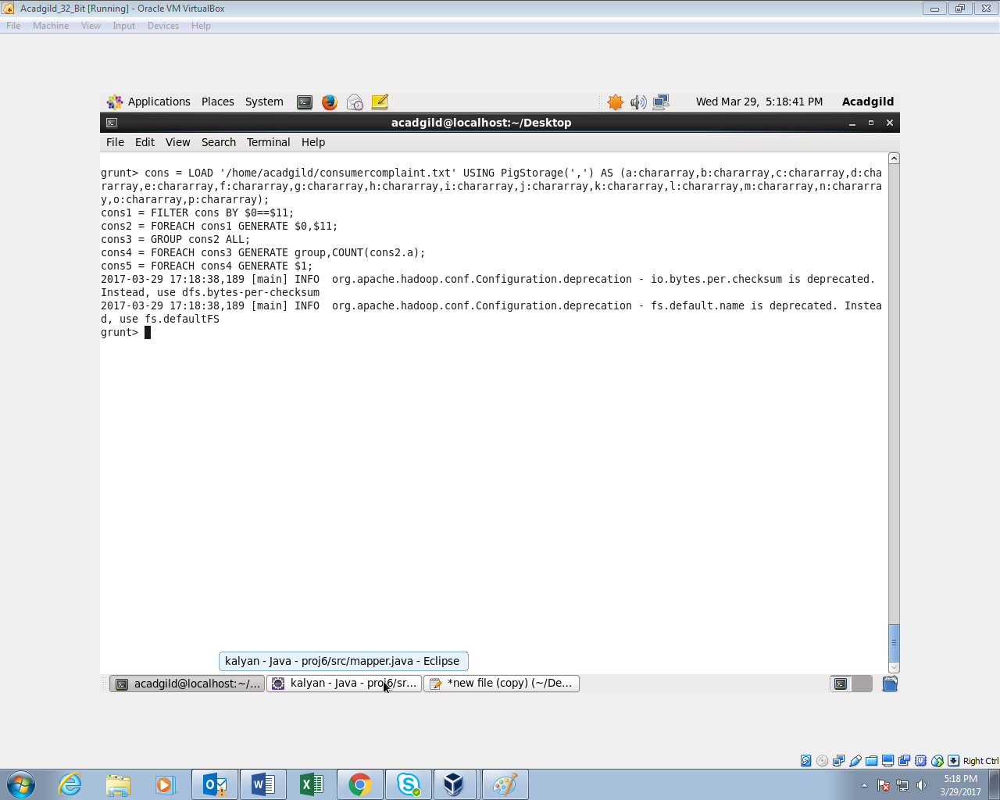 Acadgild_32_Bit [Running] - Oracle VM VirtualBox
File Machine View Input Devices Help
Applications Places System Wed Mar 29, 5:18:41 PM Acadgild
acadgild@localhost:~/Desktop
File Edit View Search Terminal Help
grunt> cons = LOAD '/home/acadgild/consumercomplaint.txt' USING PigStorage(',') AS (a:chararray,b:chararray,c:chararray,d:cha
rarray,e:chararray,f:chararray,g:chararray,h:chararray,i:chararray,j:chararray,k:chararray,l:chararray,m:chararray,n:chararra
y,o:chararray,p:chararray);
cons1 = FILTER cons BY $0==$11;
cons2 = FOREACH cons1 GENERATE $0,$11;
cons3 = GROUP cons2 ALL;
cons4 = FOREACH cons3 GENERATE group,COUNT(cons2.a);
cons5 = FOREACH cons4 GENERATE $1;
2017-03-29 17:18:38,189 [main] INFO  org.apache.hadoop.conf.Configuration.deprecation - io.bytes.per.checksum is deprecated.
Instead, use dfs.bytes-per-checksum
2017-03-29 17:18:38,189 [main] INFO  org.apache.hadoop.conf.Configuration.deprecation - fs.default.name is deprecated. Instea
d, use fs.defaultFS
grunt>
kalyan - Java - proj6/src/mapper.java - Eclipse
acadgild@localhost:~/... kalyan - Java - proj6/sr... *new file (copy) (~/De...
Right Ctrl
5:18 PM
3/29/2017